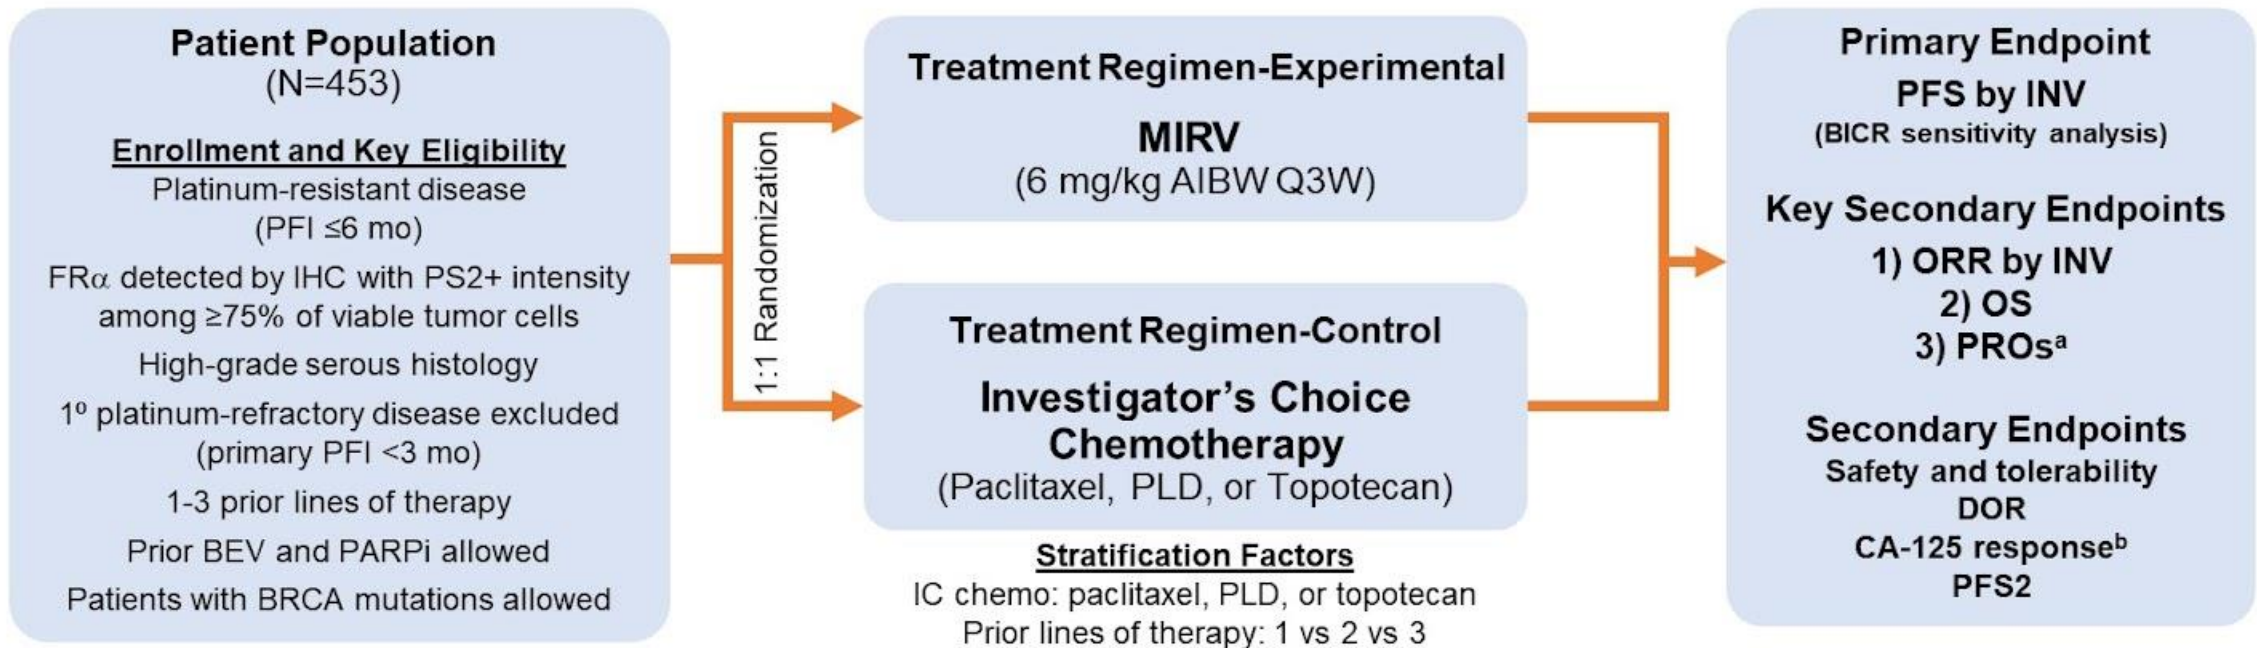 Patient Population
(N=453)
Enrollment and Key Eligibility
Platinum-resistant disease
(PFI ≤6 mo)
FRα detected by IHC with PS2+ intensity
among ≥75% of viable tumor cells
High-grade serous histology
1º platinum-refractory disease excluded
(primary PFI <3 mo)
1-3 prior lines of therapy
Prior BEV and PARPi allowed
Patients with BRCA mutations allowed
1:1 Randomization
Treatment Regimen-Experimental
MIRV
(6 mg/kg AIBW Q3W)
Treatment Regimen-Control
Investigator’s Choice
Chemotherapy
(Paclitaxel, PLD, or Topotecan)
Stratification Factors
IC chemo: paclitaxel, PLD, or topotecan
Prior lines of therapy: 1 vs 2 vs 3
Primary Endpoint
PFS by INV
(BICR sensitivity analysis)
Key Secondary Endpoints
1) ORR by INV
2) OS
3) PROsᵃ
Secondary Endpoints
Safety and tolerability
DOR
CA-125 responseᵇ
PFS2